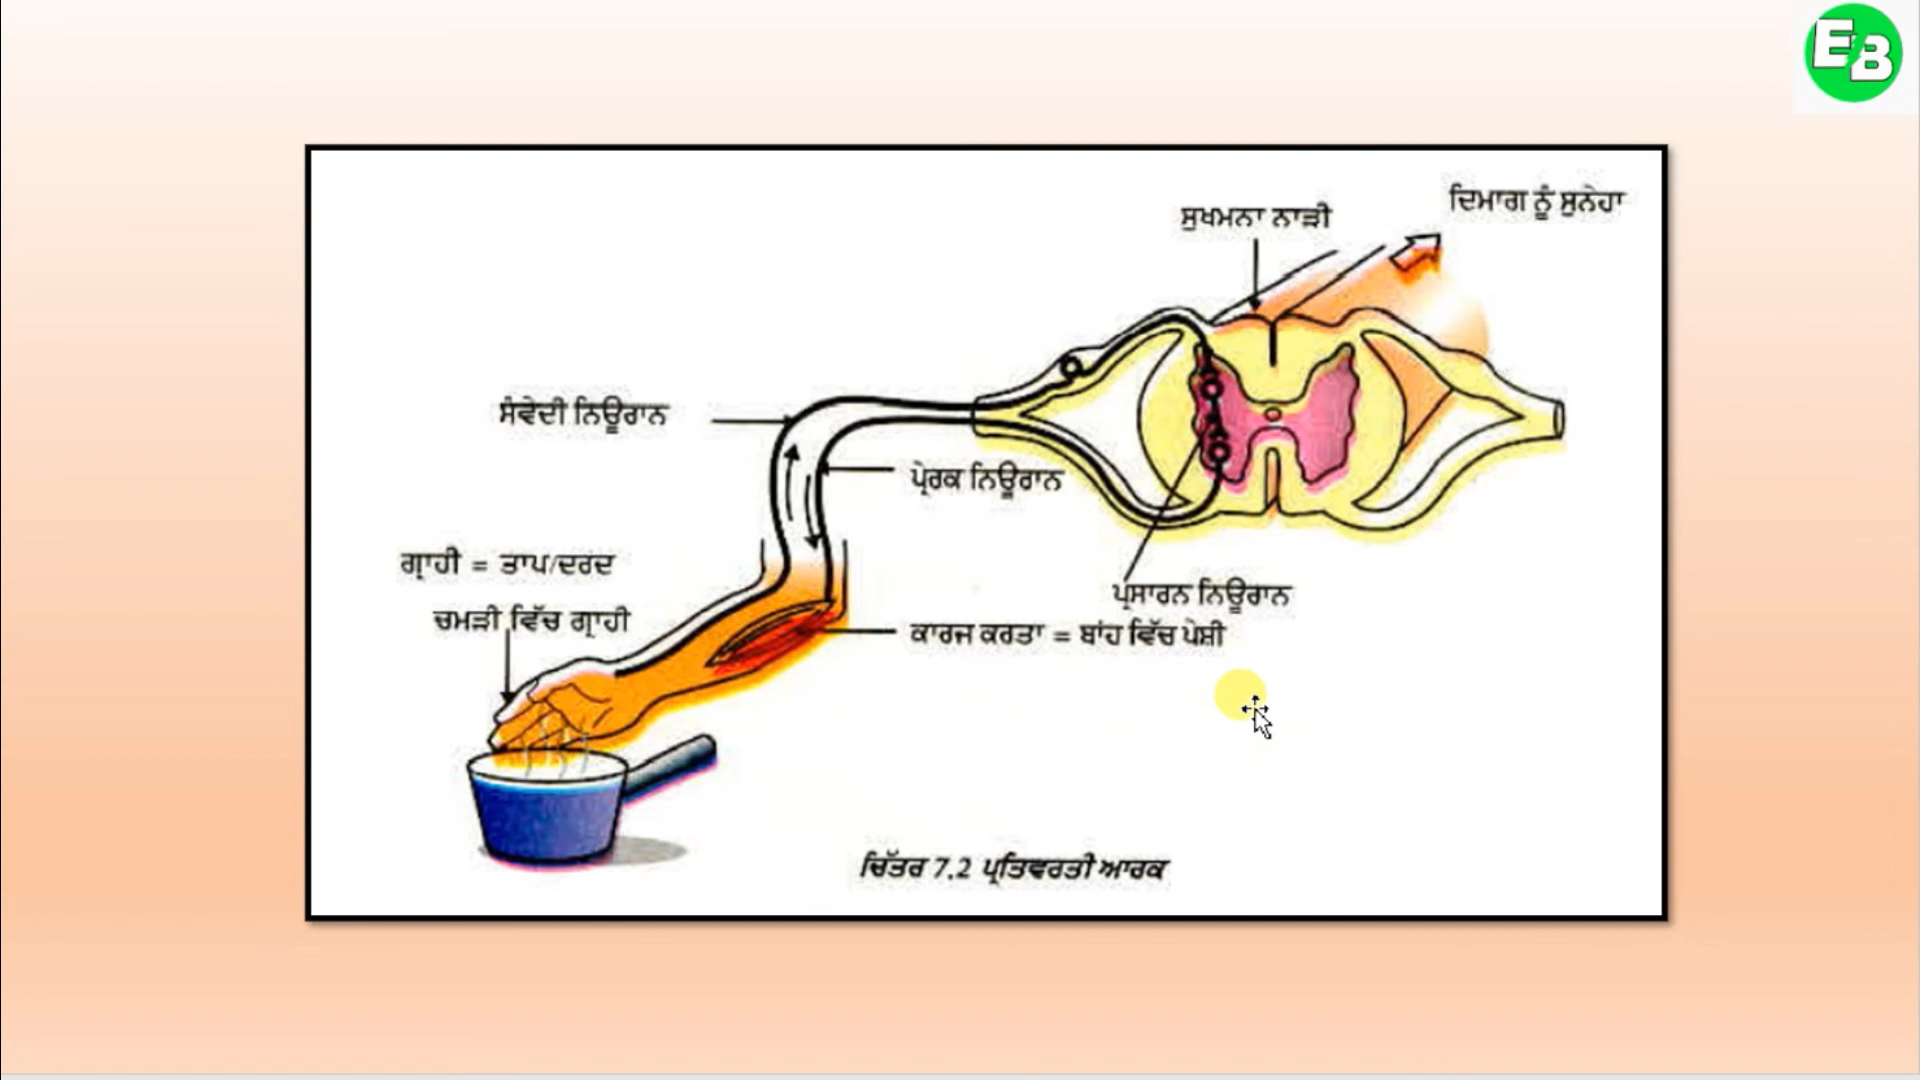 EB
ਦਿਮਾਗ ਨੂੰ ਸੁਨੇਹਾ
ਸੁਖਮਨਾ ਨਾੜੀ
ਸੰਵੇਦੀ ਨਿਊਰਾਨ
ਪ੍ਰੇਰਕ ਨਿਊਰਾਨ
ਗ੍ਰਾਹੀ = ਤਾਪ/ਦਰਦ
ਚਮੜੀ ਵਿੱਚ ਗ੍ਰਾਹੀ
ਪ੍ਰਸਾਰਨ ਨਿਊਰਾਨ
ਕਾਰਜ ਕਰਤਾ = ਬਾਂਹ ਵਿੱਚ ਪੇਸ਼ੀ
ਚਿੱਤਰ 7.2 ਪ੍ਰਤਿਵਰਤੀ ਆਰਕ